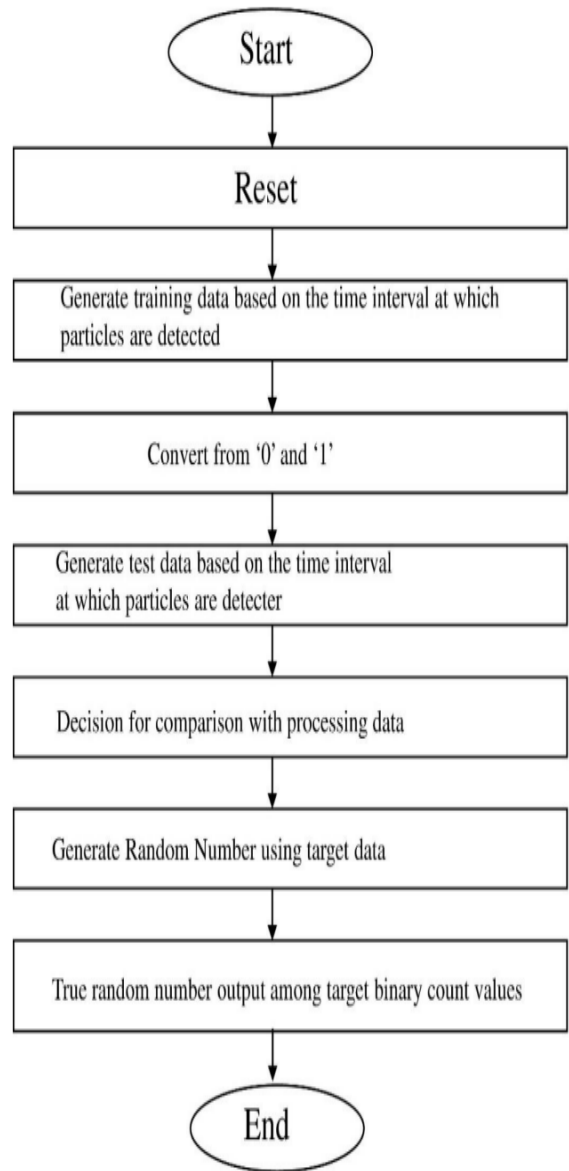 Start
Reset
Generate training data based on the time interval at which
particles are detected
Convert from ‘0’ and ‘1’
Generate test data based on the time interval
at which particles are detecter
Decision for comparison with processing data
Generate Random Number using target data
True random number output among target binary count values
End